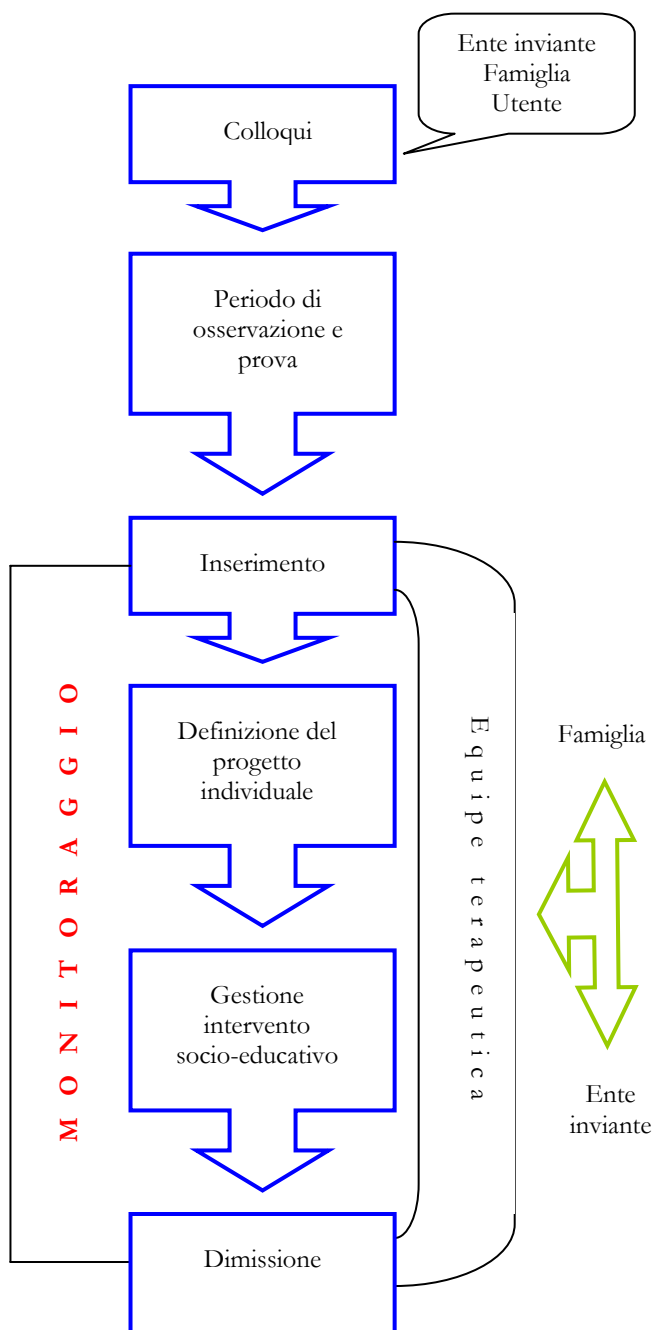 Ente inviante
Famiglia
Utente
Colloqui
Periodo di
osservazione e
prova
Inserimento
MONITORAGGIO
Definizione del
progetto
individuale
Equipe terapeutica
Famiglia
Gestione
intervento
socio-educativo
Ente
inviante
Dimissione